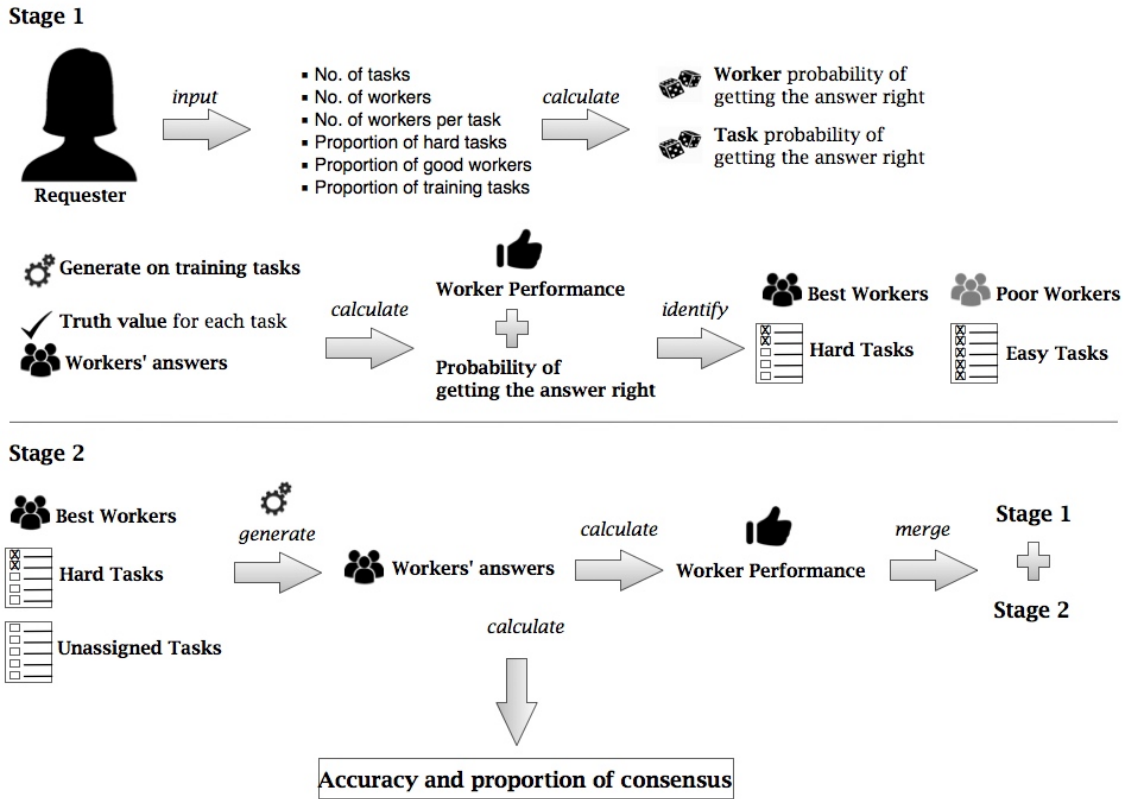 Stage 1
input
▪ No. of tasks
▪ No. of workers
▪ No. of workers per task
▪ Proportion of hard tasks
▪ Proportion of good workers
▪ Proportion of training tasks
calculate
Worker probability of
getting the answer right
Task probability of
getting the answer right
Requester
Generate on training tasks
Truth value for each task
Workers' answers
calculate
Worker Performance
Probability of
getting the answer right
identify
Best Workers
Poor Workers
Hard Tasks
Easy Tasks
Stage 2
Best Workers
Hard Tasks
Unassigned Tasks
generate
Workers' answers
calculate
Worker Performance
merge
Stage 1
Stage 2
calculate
Accuracy and proportion of consensus